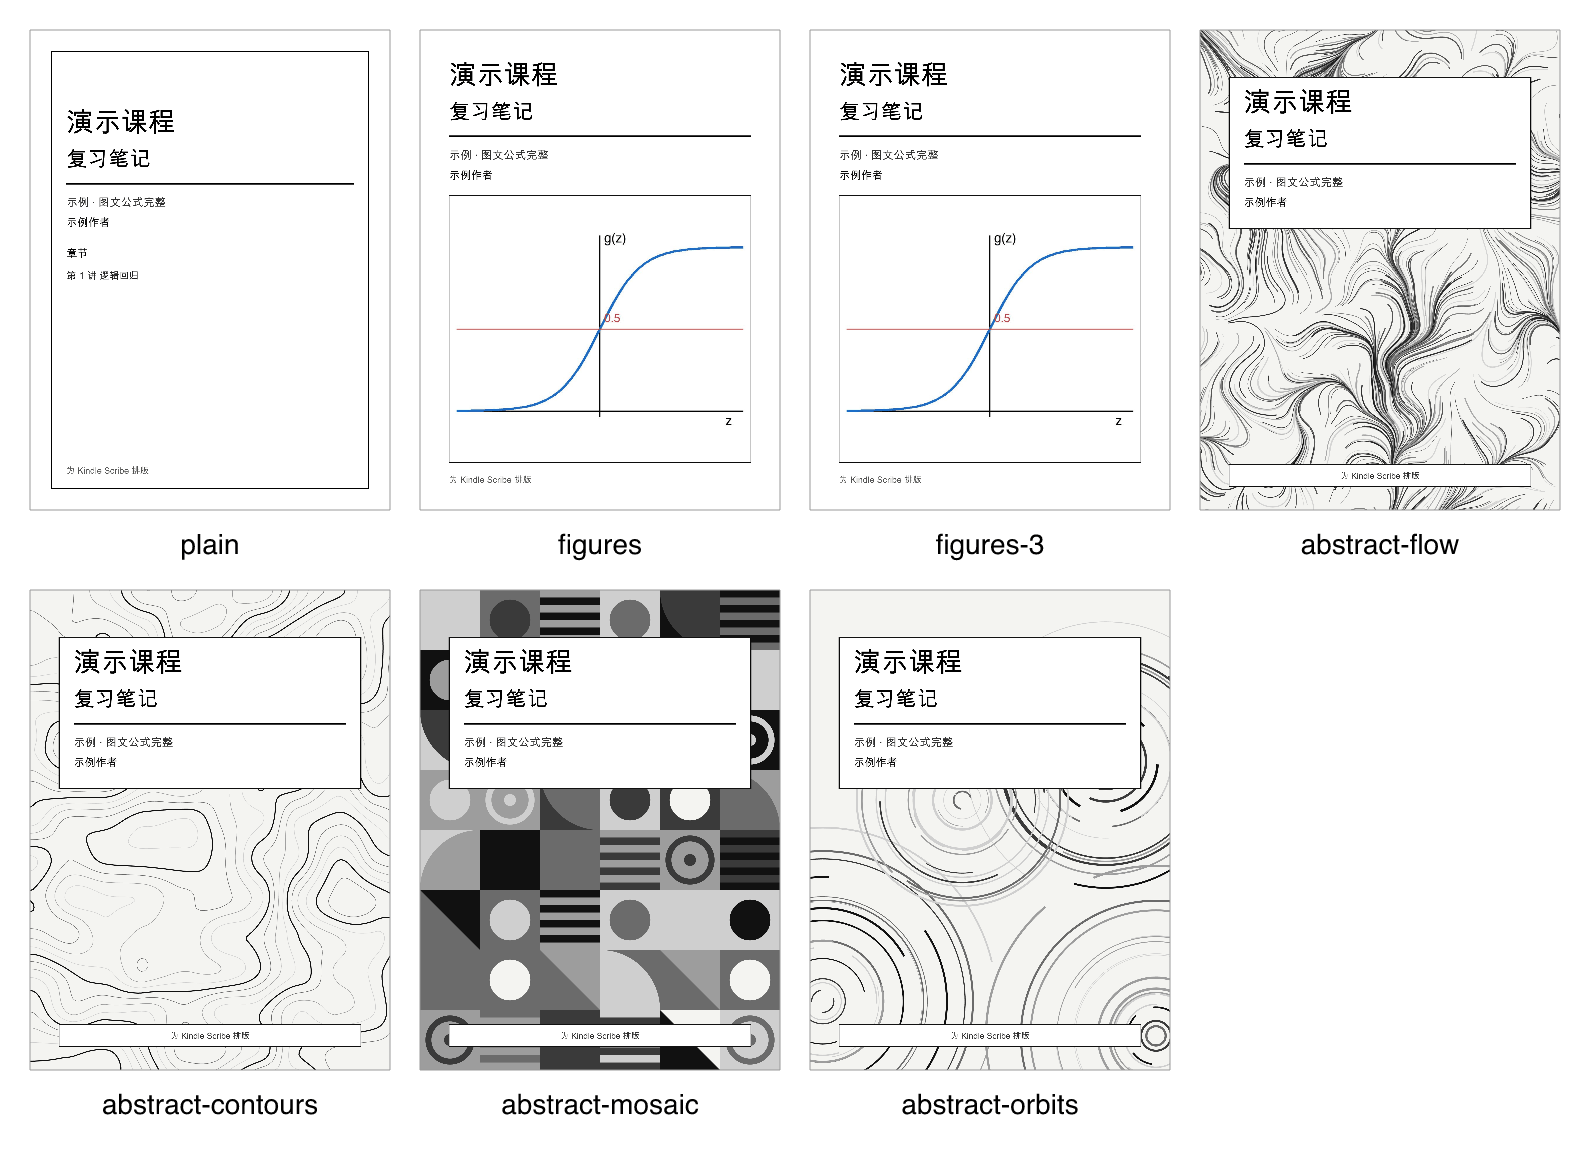 演示课程
复习笔记
示例 · 图文公式完整
示例作者
章节
第 1 讲 逻辑回归
为 Kindle Scribe 排版
plain
演示课程
复习笔记
示例 · 图文公式完整
示例作者
g(z)
0.5
z
为 Kindle Scribe 排版
figures
演示课程
复习笔记
示例 · 图文公式完整
示例作者
g(z)
0.5
z
为 Kindle Scribe 排版
figures-3
演示课程
复习笔记
示例 · 图文公式完整
示例作者
为 Kindle Scribe 排版
abstract-flow
演示课程
复习笔记
示例 · 图文公式完整
示例作者
为 Kindle Scribe 排版
abstract-contours
演示课程
复习笔记
示例 · 图文公式完整
示例作者
为 Kindle Scribe 排版
abstract-mosaic
演示课程
复习笔记
示例 · 图文公式完整
示例作者
为 Kindle Scribe 排版
abstract-orbits